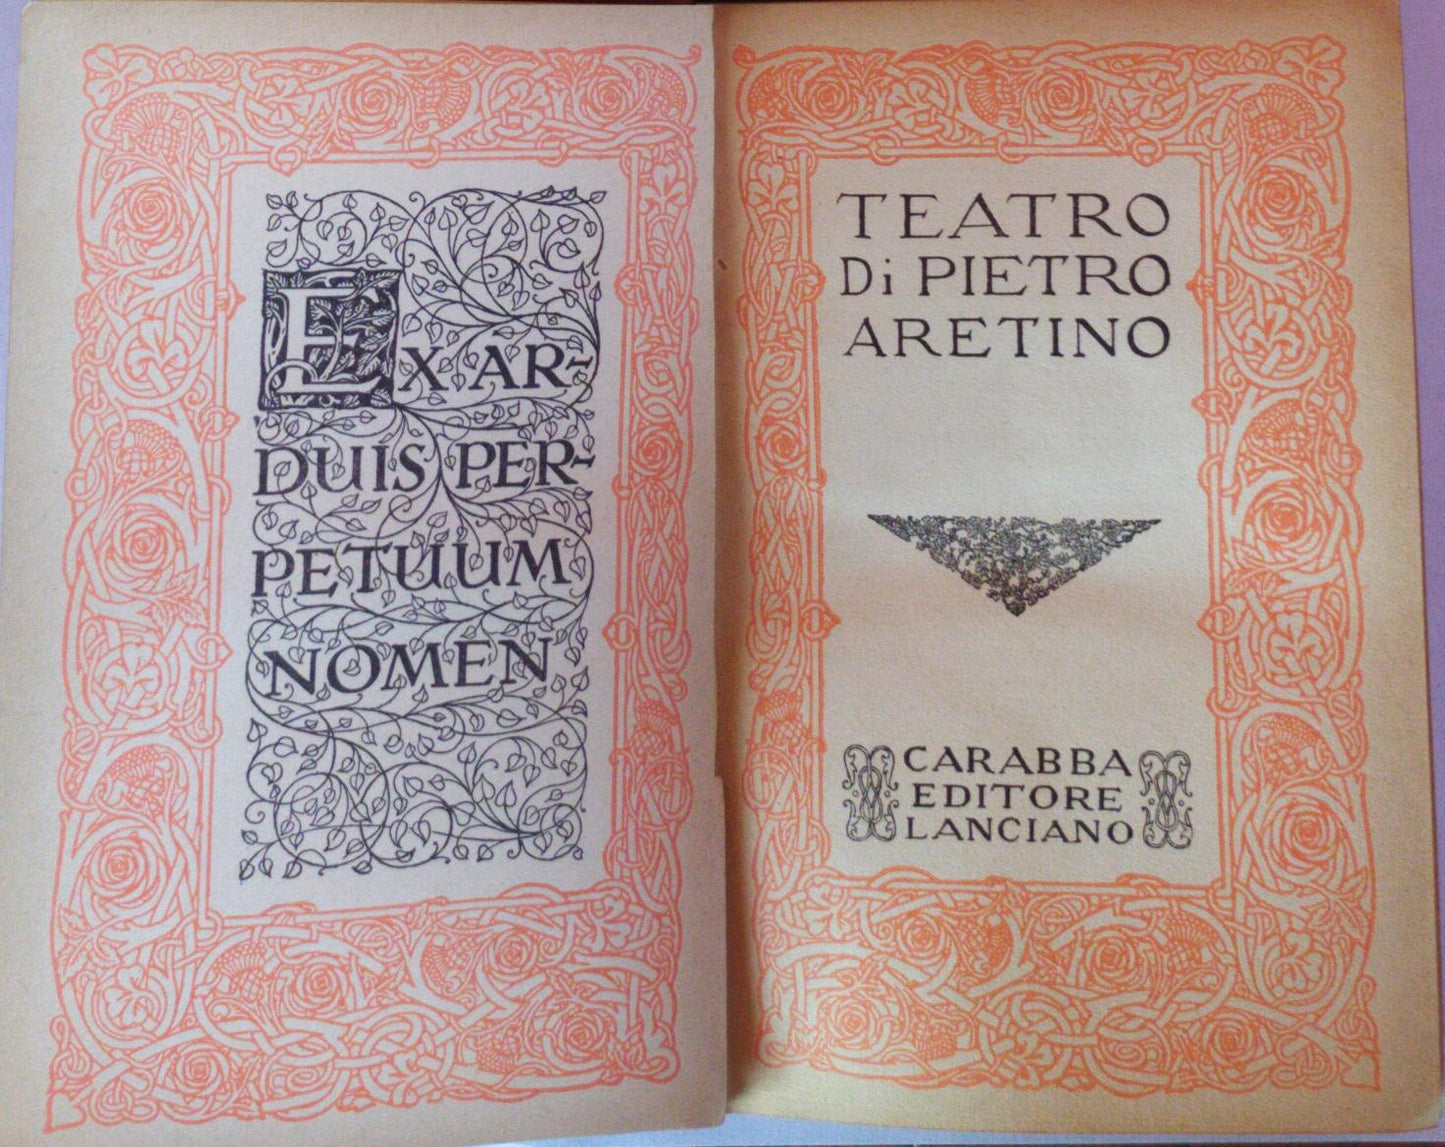 EX AR-
DUIS PER-
PETUUM
NOMEN
TEATRO
Di PIETRO
ARETINO
CARABBA
EDITORE
LANCIANO